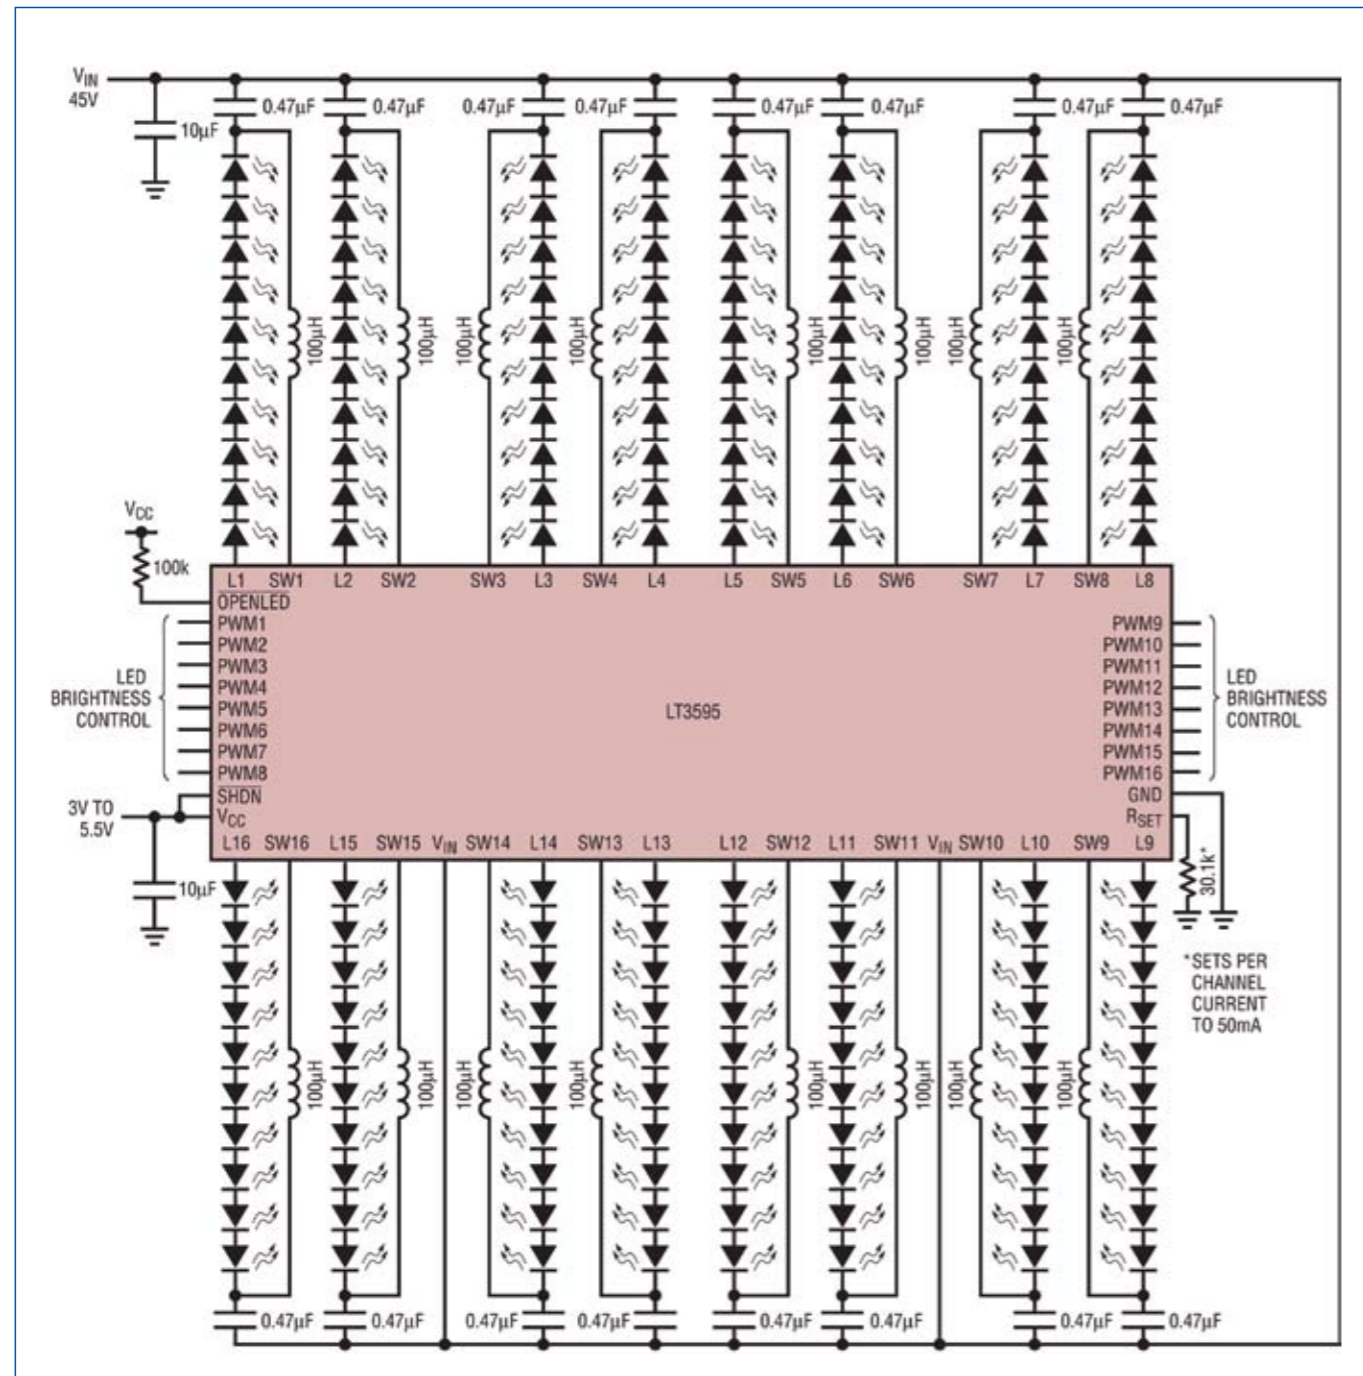 VIN
45V
10µF
0.47µF 0.47µF 0.47µF 0.47µF 0.47µF 0.47µF 0.47µF 0.47µF
100µH 100µH 100µH 100µH 100µH 100µH 100µH 100µH
VCC
100k
L1 SW1 L2 SW2 SW3 L3 SW4 L4 L5 SW5 L6 SW6 SW7 L7 SW8 L8
OPENLED
PWM1
PWM2
PWM3
PWM4
PWM5
PWM6
PWM7
PWM8
LED
BRIGHTNESS
CONTROL
LT3595
PWM9
PWM10
PWM11
PWM12
PWM13
PWM14
PWM15
PWM16
LED
BRIGHTNESS
CONTROL
SHDN
VCC
3V TO
5.5V
GND
RSET
L16 SW16 L15 SW15 VIN SW14 L14 SW13 L13 L12 SW12 L11 SW11 VIN SW10 L10 SW9 L9
10µF
30.1k*
*SETS PER
CHANNEL
CURRENT
TO 50mA
100µH 100µH 100µH 100µH 100µH 100µH 100µH 100µH
0.47µF 0.47µF 0.47µF 0.47µF 0.47µF 0.47µF 0.47µF 0.47µF